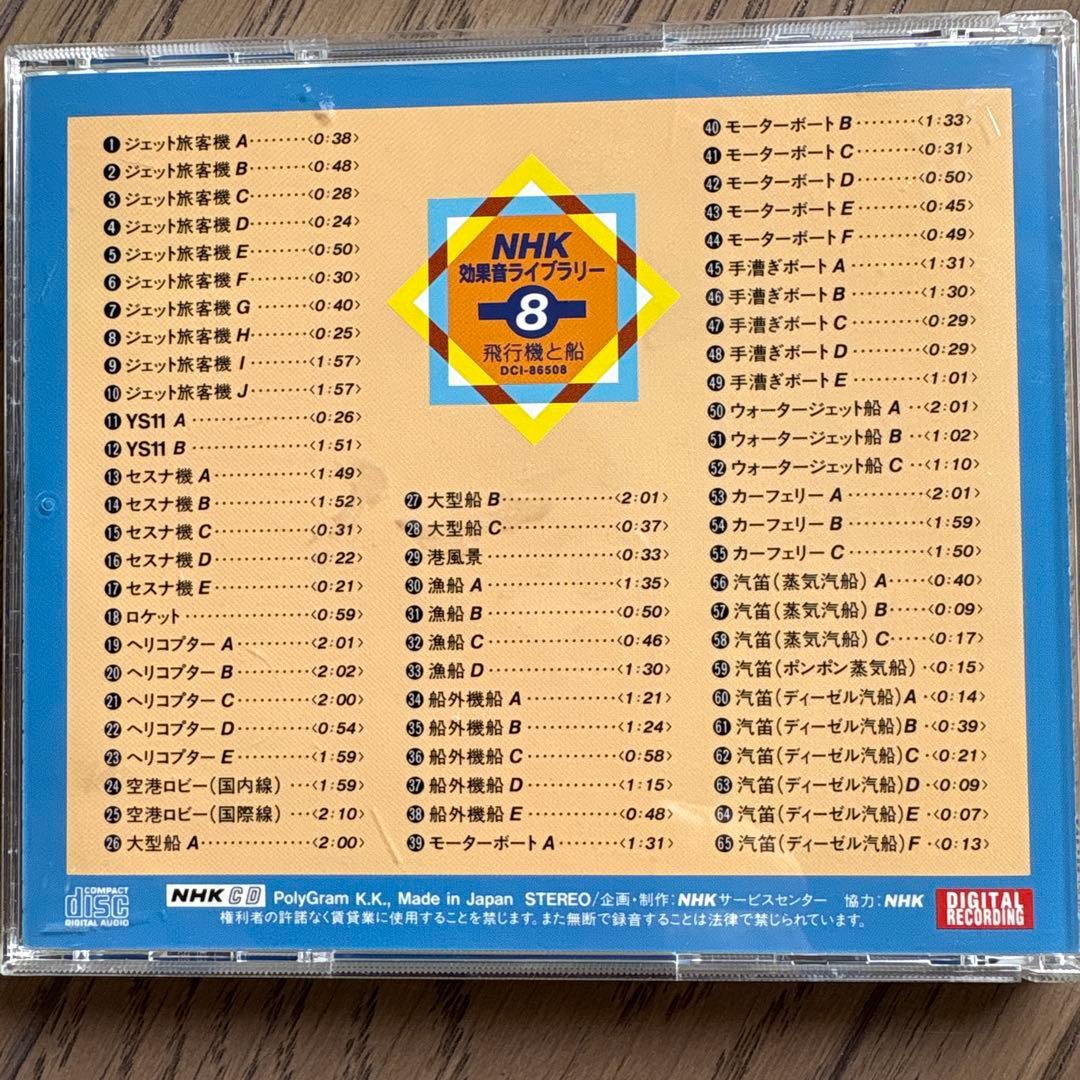 ❶ジェット旅客機 A········〈0:38〉
❷ジェット旅客機 B········〈0:48〉
❸ジェット旅客機 C········〈0:28〉
❹ジェット旅客機 D········〈0:24〉
❺ジェット旅客機 E········〈0:50〉
❻ジェット旅客機 F········〈0:30〉
❼ジェット旅客機 G········〈0:40〉
❽ジェット旅客機 H········〈0:25〉
❾ジェット旅客機 I········〈1:57〉
❿ジェット旅客機 J········〈1:57〉
⓫YS11 A················〈0:26〉
⓬YS11 B················〈1:51〉
⓭セスナ機 A·············〈1:49〉
⓮セスナ機 B·············〈1:52〉
⓯セスナ機 C·············〈0:31〉
⓰セスナ機 D·············〈0:22〉
⓱セスナ機 E·············〈0:21〉
⓲ロケット················〈0:59〉
⓳ヘリコプター A··········〈2:01〉
⓴ヘリコプター B··········〈2:02〉
㉑ヘリコプター C··········〈2:00〉
㉒ヘリコプター D··········〈0:54〉
㉓ヘリコプター E··········〈1:59〉
㉔空港ロビー(国内線)···〈1:59〉
㉕空港ロビー(国際線)···〈2:10〉
㉖大型船 A···············〈2:00〉
NHK
効果音ライブラリー
8
飛行機と船
DCI-86508
㉗大型船 B···············〈2:01〉
㉘大型船 C···············〈0:37〉
㉙港風景·················〈0:33〉
㉚漁船 A·················〈1:35〉
㉛漁船 B·················〈0:50〉
㉜漁船 C·················〈0:46〉
㉝漁船 D·················〈1:30〉
㉞船外機船 A·············〈1:21〉
㉟船外機船 B·············〈1:24〉
㊱船外機船 C·············〈0:58〉
㊲船外機船 D·············〈1:15〉
㊳船外機船 E·············〈0:48〉
㊴モーターボート A········〈1:31〉
㊵モーターボート B········〈1:33〉
㊶モーターボート C········〈0:31〉
㊷モーターボート D········〈0:50〉
㊸モーターボート E········〈0:45〉
㊹モーターボート F········〈0:49〉
㊺手漕ぎボート A·········〈1:31〉
㊻手漕ぎボート B·········〈1:30〉
㊼手漕ぎボート C·········〈0:29〉
㊽手漕ぎボート D·········〈0:29〉
㊾手漕ぎボート E·········〈1:01〉
㊿ウォータージェット船 A··〈2:01〉
51ウォータージェット船 B··〈1:02〉
52ウォータージェット船 C··〈1:10〉
53カーフェリー A··········〈2:01〉
54カーフェリー B··········〈1:59〉
55カーフェリー C··········〈1:50〉
56汽笛(蒸気汽船) A·····〈0:40〉
57汽笛(蒸気汽船) B·····〈0:09〉
58汽笛(蒸気汽船) C·····〈0:17〉
59汽笛(ポンポン蒸気船)·〈0:15〉
60汽笛(ディーゼル汽船)A··〈0:14〉
61汽笛(ディーゼル汽船)B··〈0:39〉
62汽笛(ディーゼル汽船)C··〈0:21〉
63汽笛(ディーゼル汽船)D··〈0:09〉
64汽笛(ディーゼル汽船)E··〈0:07〉
65汽笛(ディーゼル汽船)F··〈0:13〉
COMPACT
disc
DIGITAL AUDIO
NHK CD PolyGram K.K., Made in Japan STEREO/企画・制作:NHKサービスセンター 協力:NHK
権利者の許諾なく賃貸業に使用することを禁じます。また無断で録音することは法律で禁じられています。
DIGITAL
RECORDING